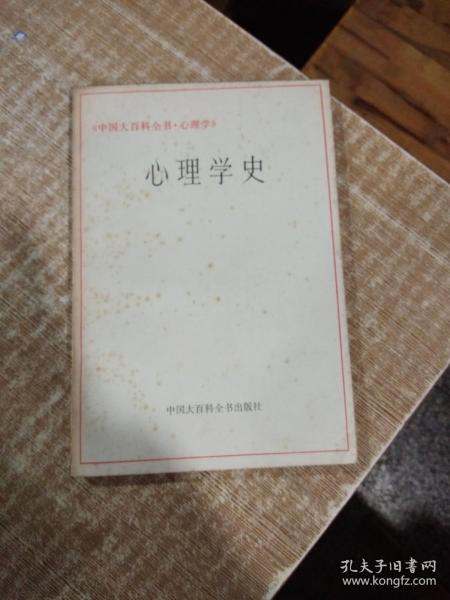 《中国大百科全书·心理学》
心理学史
中国大百科全书出版社
孔夫子旧书网
www.kongfz.com